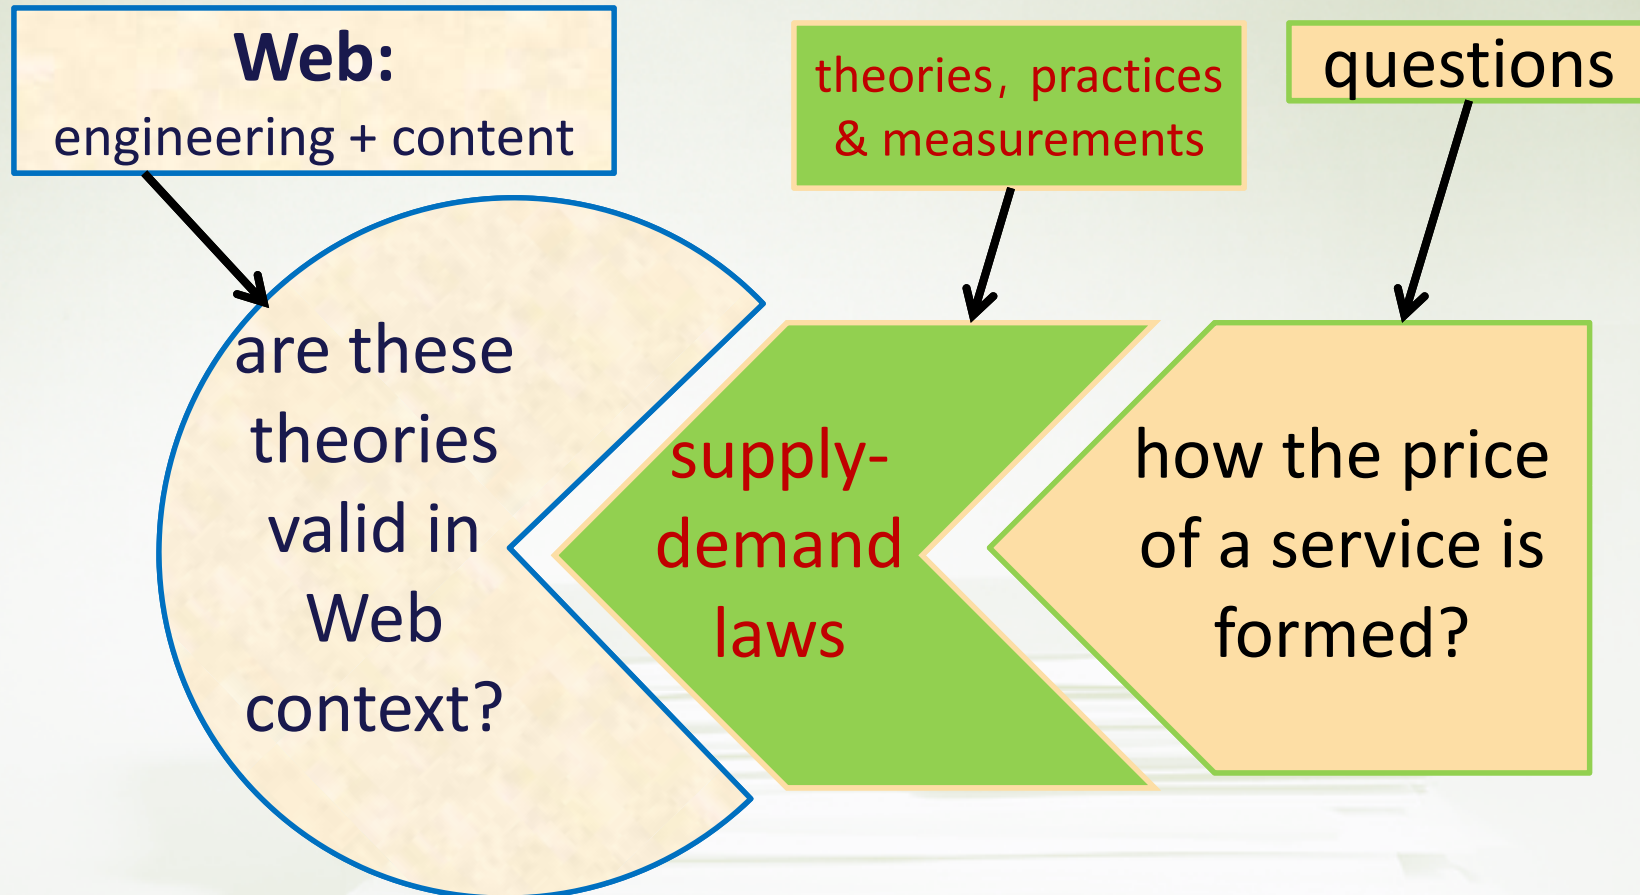 Web:
engineering + content
theories, practices
& measurements
questions
are these
theories
valid in
Web
context?
supply-
demand
laws
how the price
of a service is
formed?